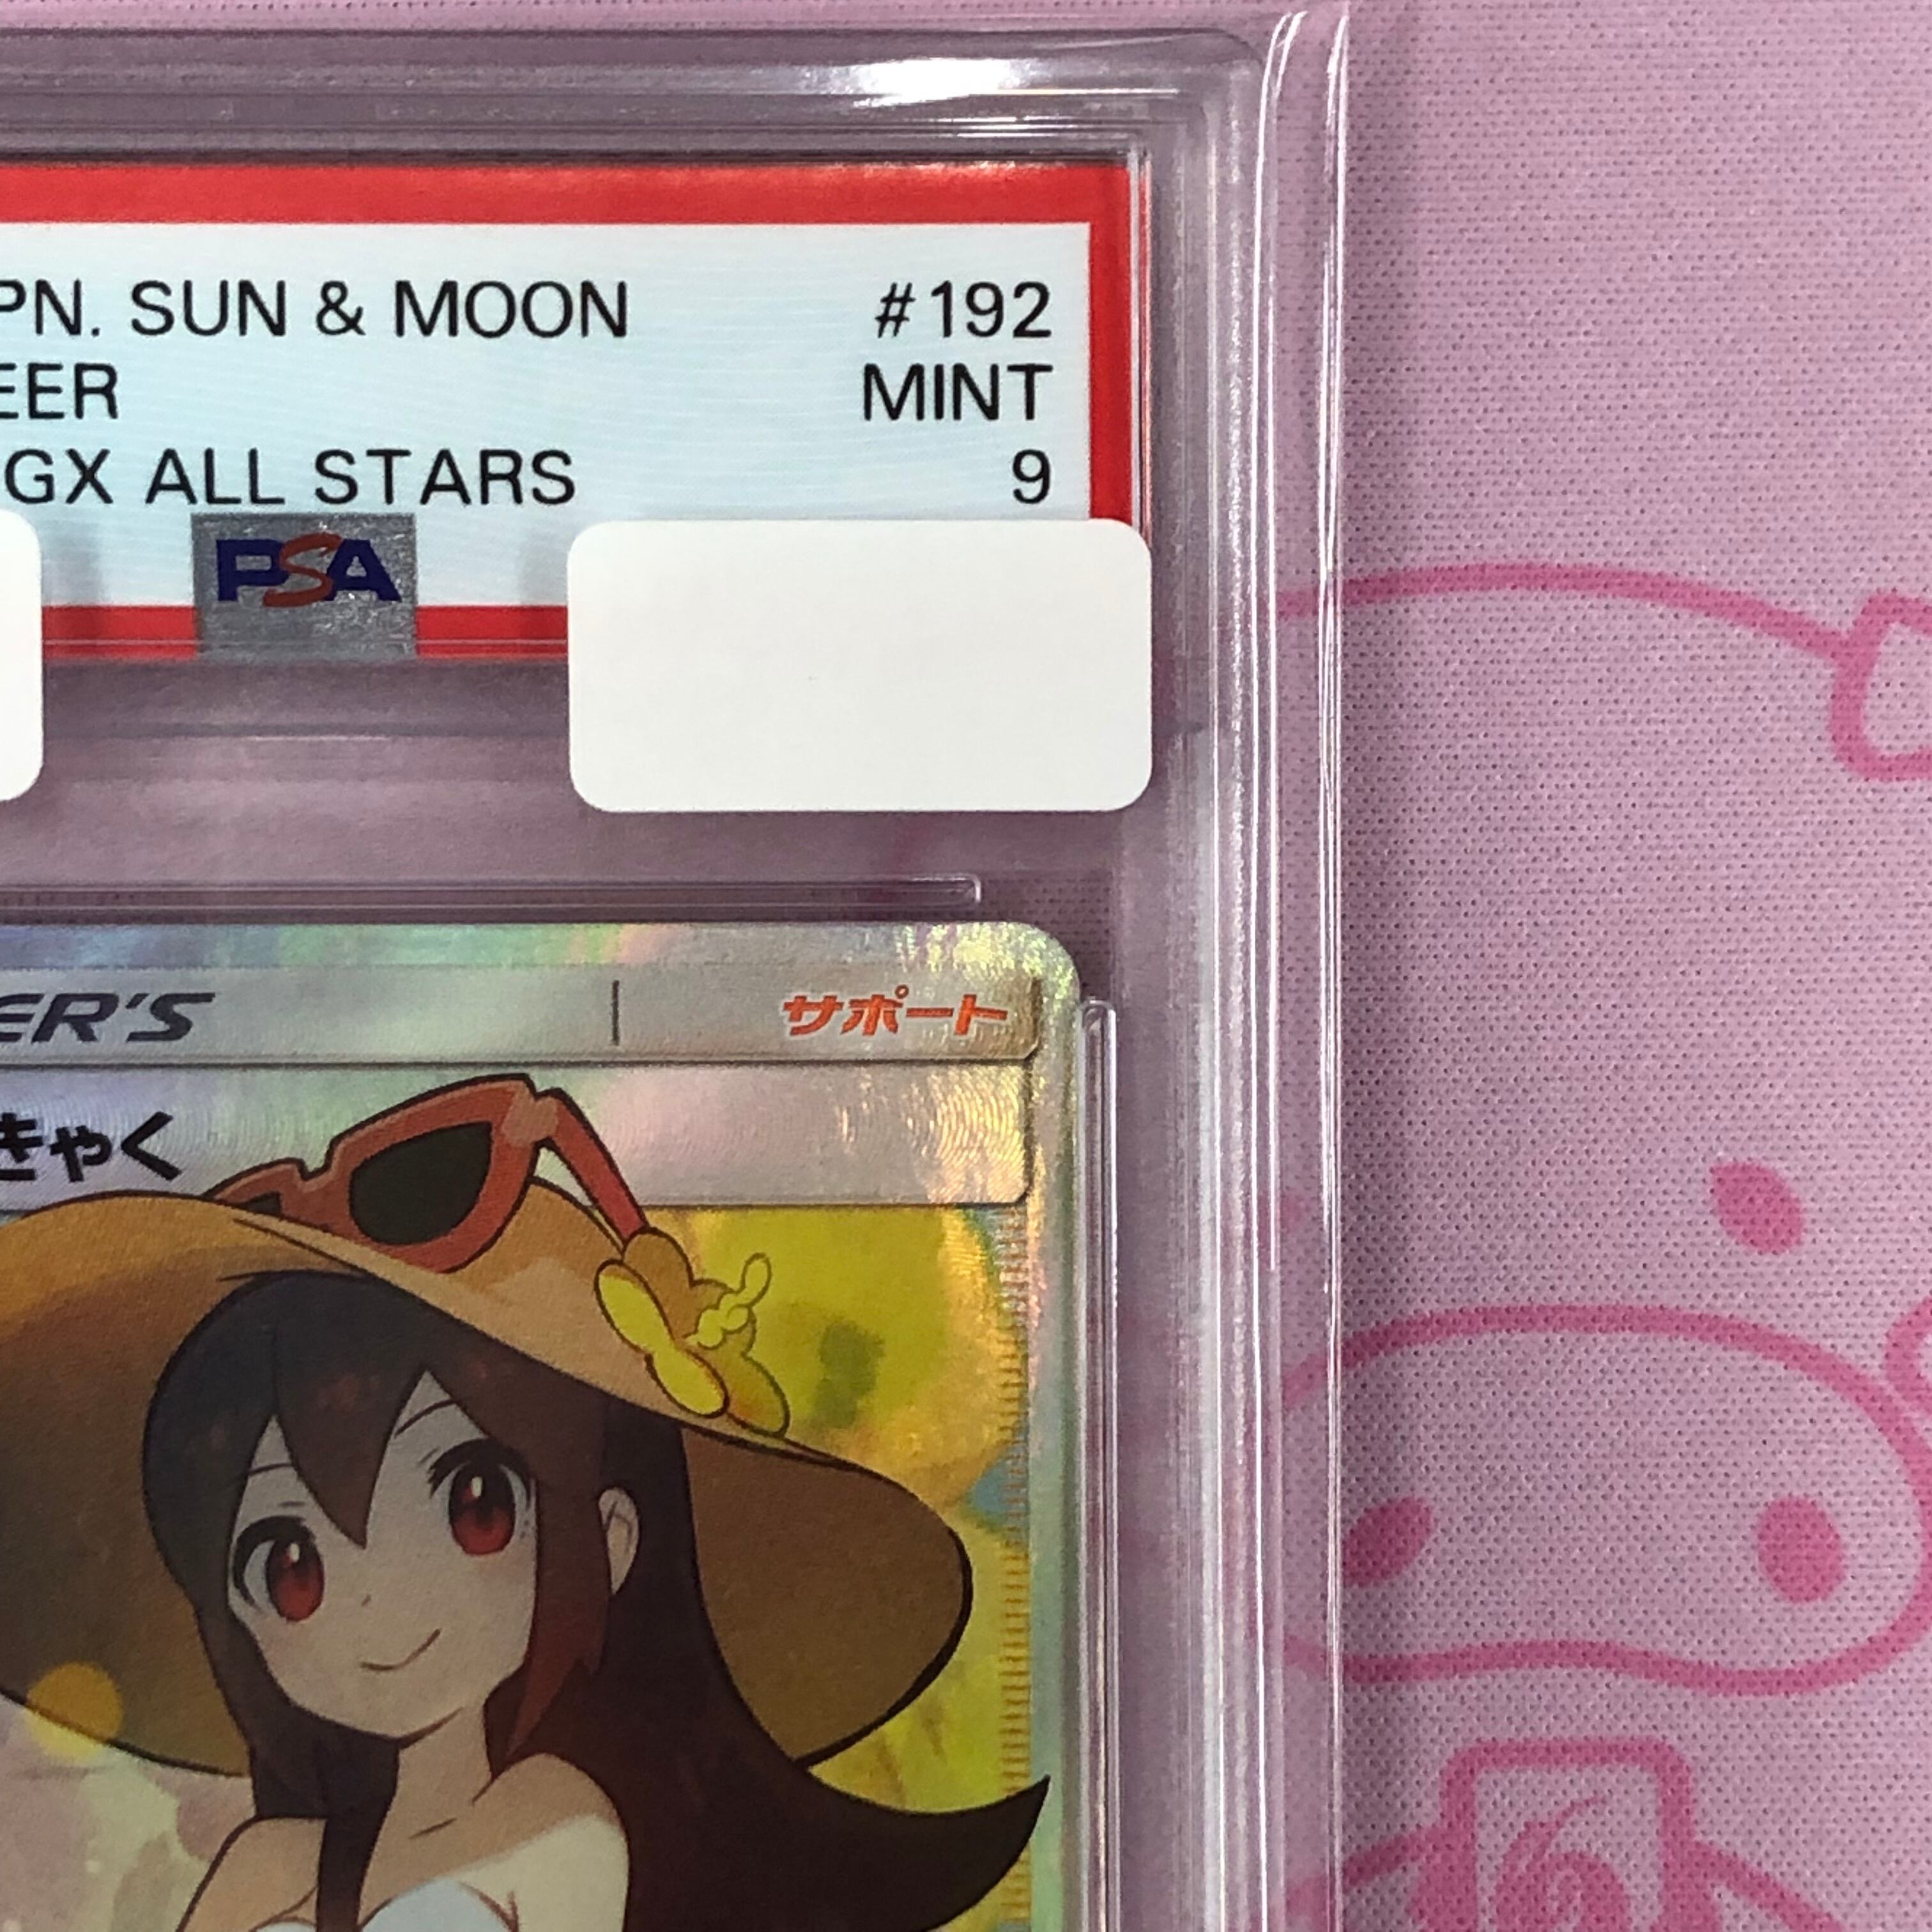 PN. SUN & MOON #192
EER MINT
GX ALL STARS 9
PSA
ER'S サポート
きゃく